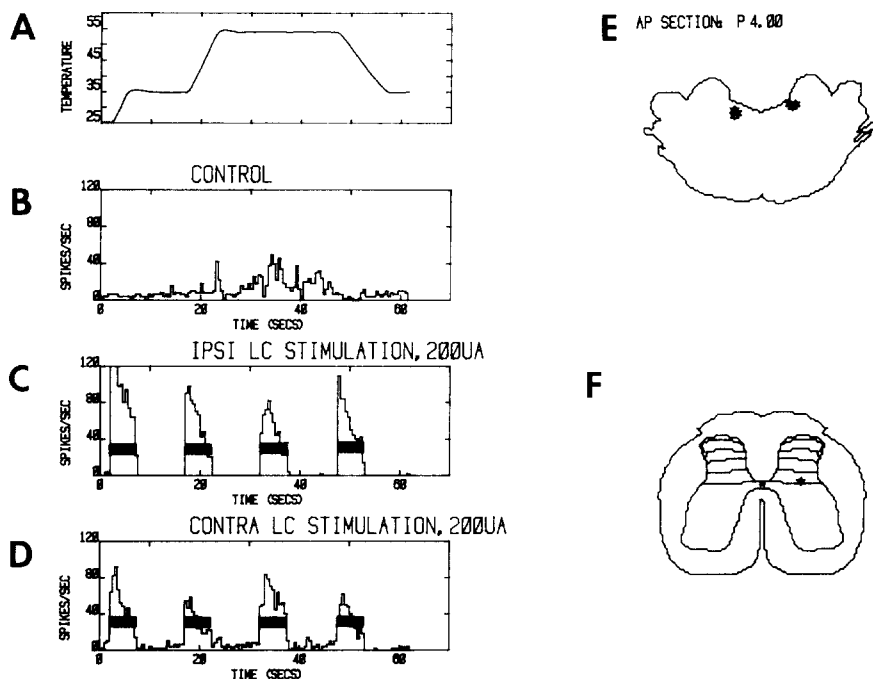 A
55
45
35
25
TEMPERATURE
CONTROL
B
120
80
40
0
SPIKES/SEC
0 20 40 60
TIME (SECS)
IPSI LC STIMULATION, 200UA
C
120
80
40
0
SPIKES/SEC
0 20 40 60
TIME (SECS)
CONTRA LC STIMULATION, 200UA
D
120
80
40
0
SPIKES/SEC
0 20 40 60
TIME (SECS)
E AP SECTION: P 4.00
F